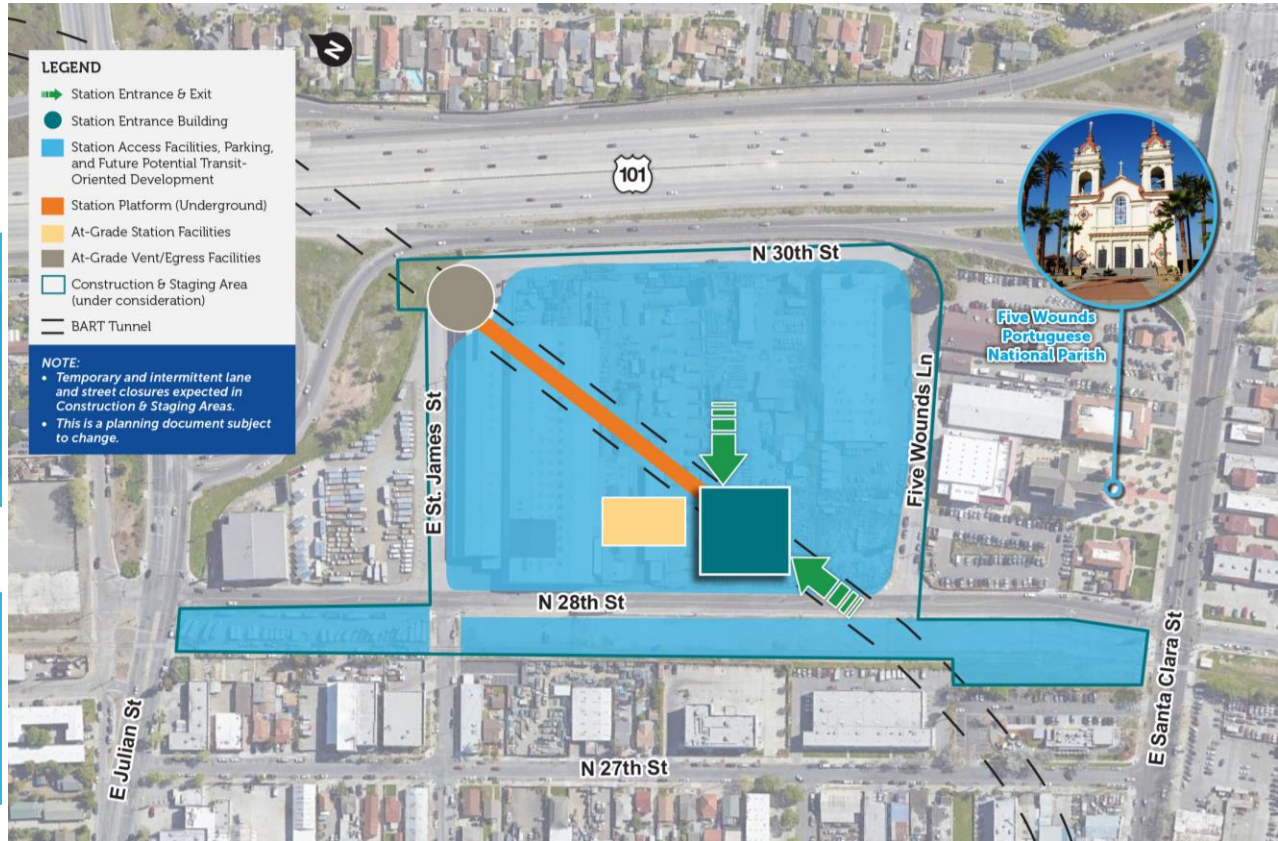 N
LEGEND
Station Entrance & Exit
Station Entrance Building
Station Access Facilities, Parking,
and Future Potential Transit-
Oriented Development
Station Platform (Underground)
At-Grade Station Facilities
At-Grade Vent/Egress Facilities
Construction & Staging Area
(under consideration)
BART Tunnel
NOTE:
• Temporary and intermittent lane
and street closures expected in
Construction & Staging Areas.
• This is a planning document subject
to change.
101
N 30th St
Five Wounds
Portuguese
National Parish
E St. James St
Five Wounds Ln
N 28th St
E Julian St
E Santa Clara St
N 27th St